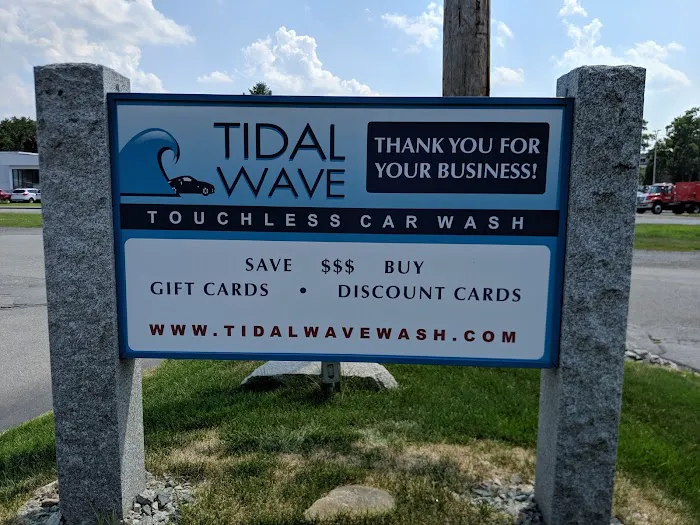 TIDAL
WAVE
THANK YOU FOR
YOUR BUSINESS!
TOUCHLESS CAR WASH
SAVE $$$ BUY
GIFT CARDS • DISCOUNT CARDS
WWW.TIDALWAVEWASH.COM